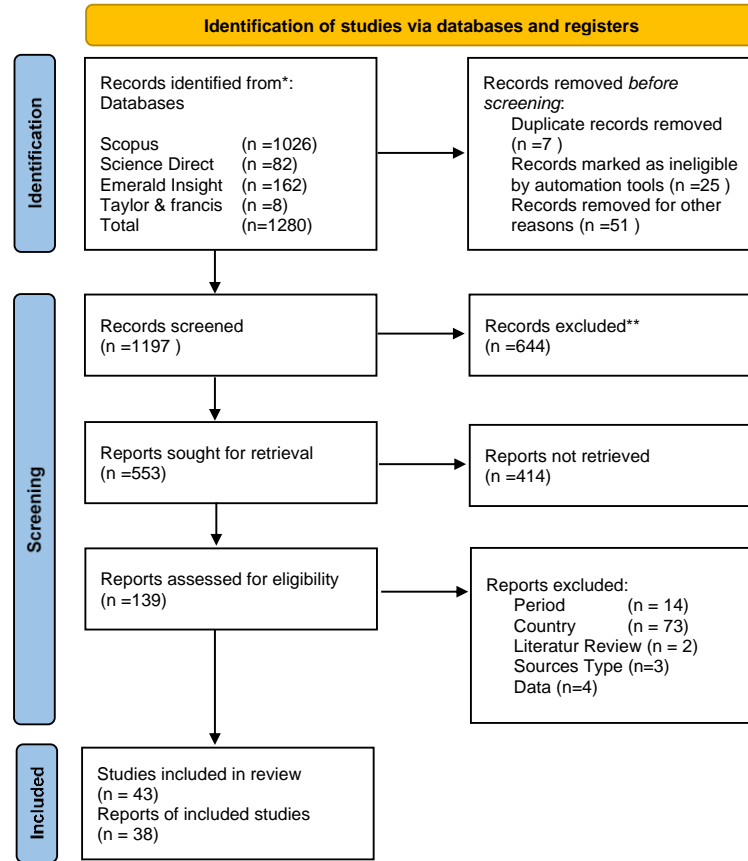 Identification of studies via databases and registers
Identification
Records identified from*:
Databases
Scopus (n =1026)
Science Direct (n =82)
Emerald Insight (n =162)
Taylor & francis (n =8)
Total (n=1280)
Records removed before
screening:
Duplicate records removed
(n =7 )
Records marked as ineligible
by automation tools (n =25 )
Records removed for other
reasons (n =51 )
Screening
Records screened
(n =1197 )
Records excluded**
(n =644)
Reports sought for retrieval
(n =553)
Reports not retrieved
(n =414)
Reports assessed for eligibility
(n =139)
Reports excluded:
Period (n = 14)
Country (n = 73)
Literatur Review (n = 2)
Sources Type (n=3)
Data (n=4)
Included
Studies included in review
(n = 43)
Reports of included studies
(n = 38)